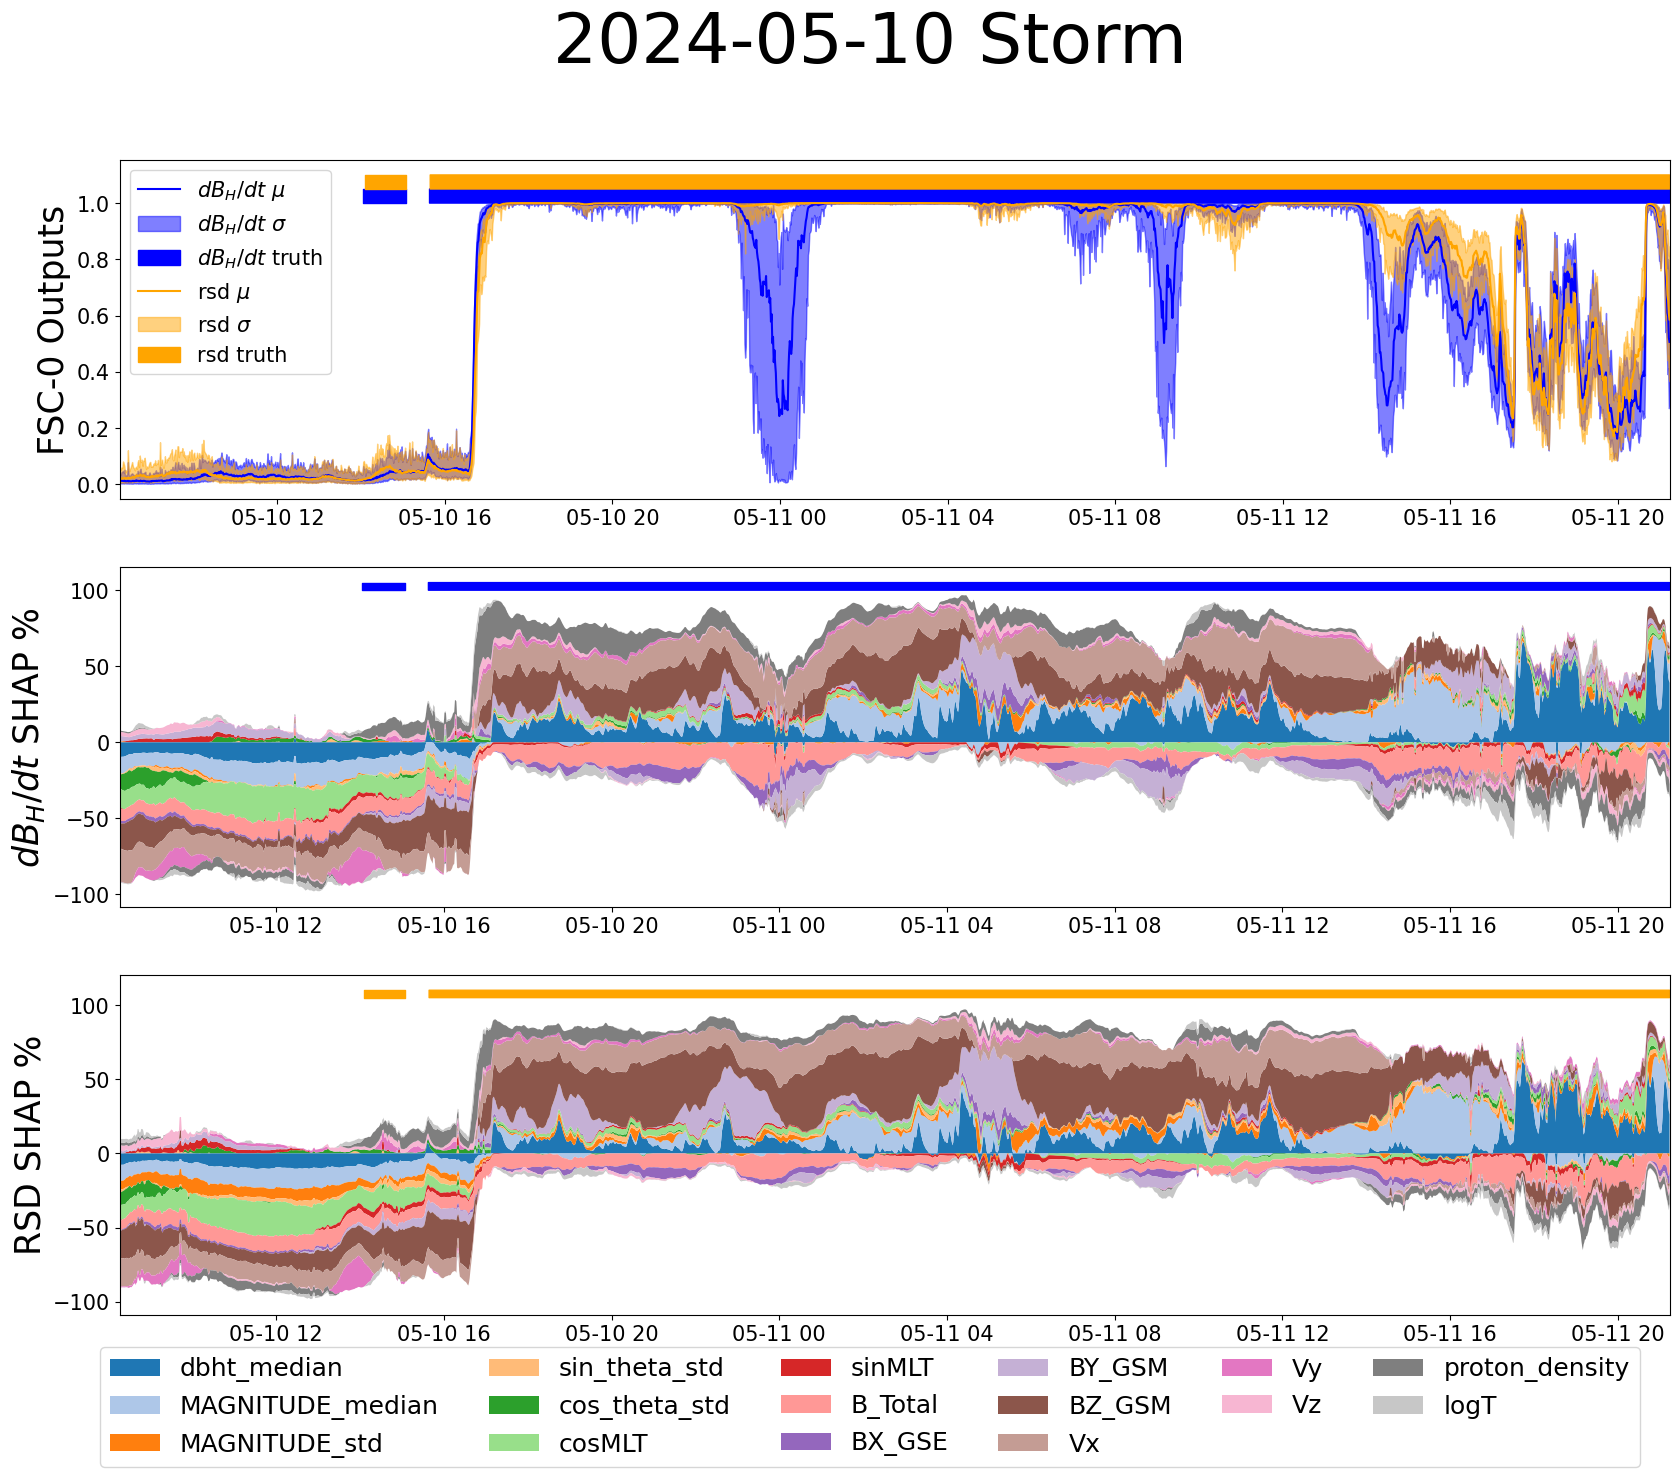 2024-05-10 Storm
FSC-0 Outputs
1.0
0.8
0.6
0.4
0.2
0.0
dB_H/dt μ
dB_H/dt σ
dB_H/dt truth
rsd μ
rsd σ
rsd truth
05-10 12 05-10 16 05-10 20 05-11 00 05-11 04 05-11 08 05-11 12 05-11 16 05-11 20
dB_H/dt SHAP %
100
50
0
−50
−100
05-10 12 05-10 16 05-10 20 05-11 00 05-11 04 05-11 08 05-11 12 05-11 16 05-11 20
RSD SHAP %
100
50
0
−50
−100
05-10 12 05-10 16 05-10 20 05-11 00 05-11 04 05-11 08 05-11 12 05-11 16 05-11 20
dbht_median sin_theta_std sinMLT BY_GSM Vy proton_density
MAGNITUDE_median cos_theta_std B_Total BZ_GSM Vz logT
MAGNITUDE_std cosMLT BX_GSE Vx